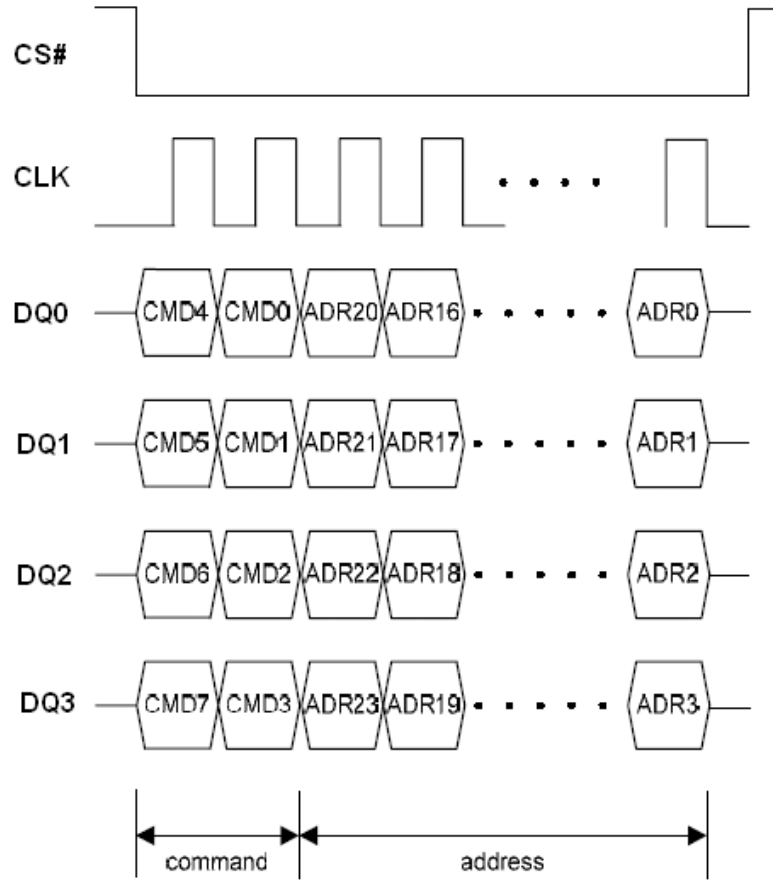 CS#
CLK
DQ0 CMD4 CMD0 ADR20 ADR16 ADR0
DQ1 CMD5 CMD1 ADR21 ADR17 ADR1
DQ2 CMD6 CMD2 ADR22 ADR18 ADR2
DQ3 CMD7 CMD3 ADR23 ADR19 ADR3
command address